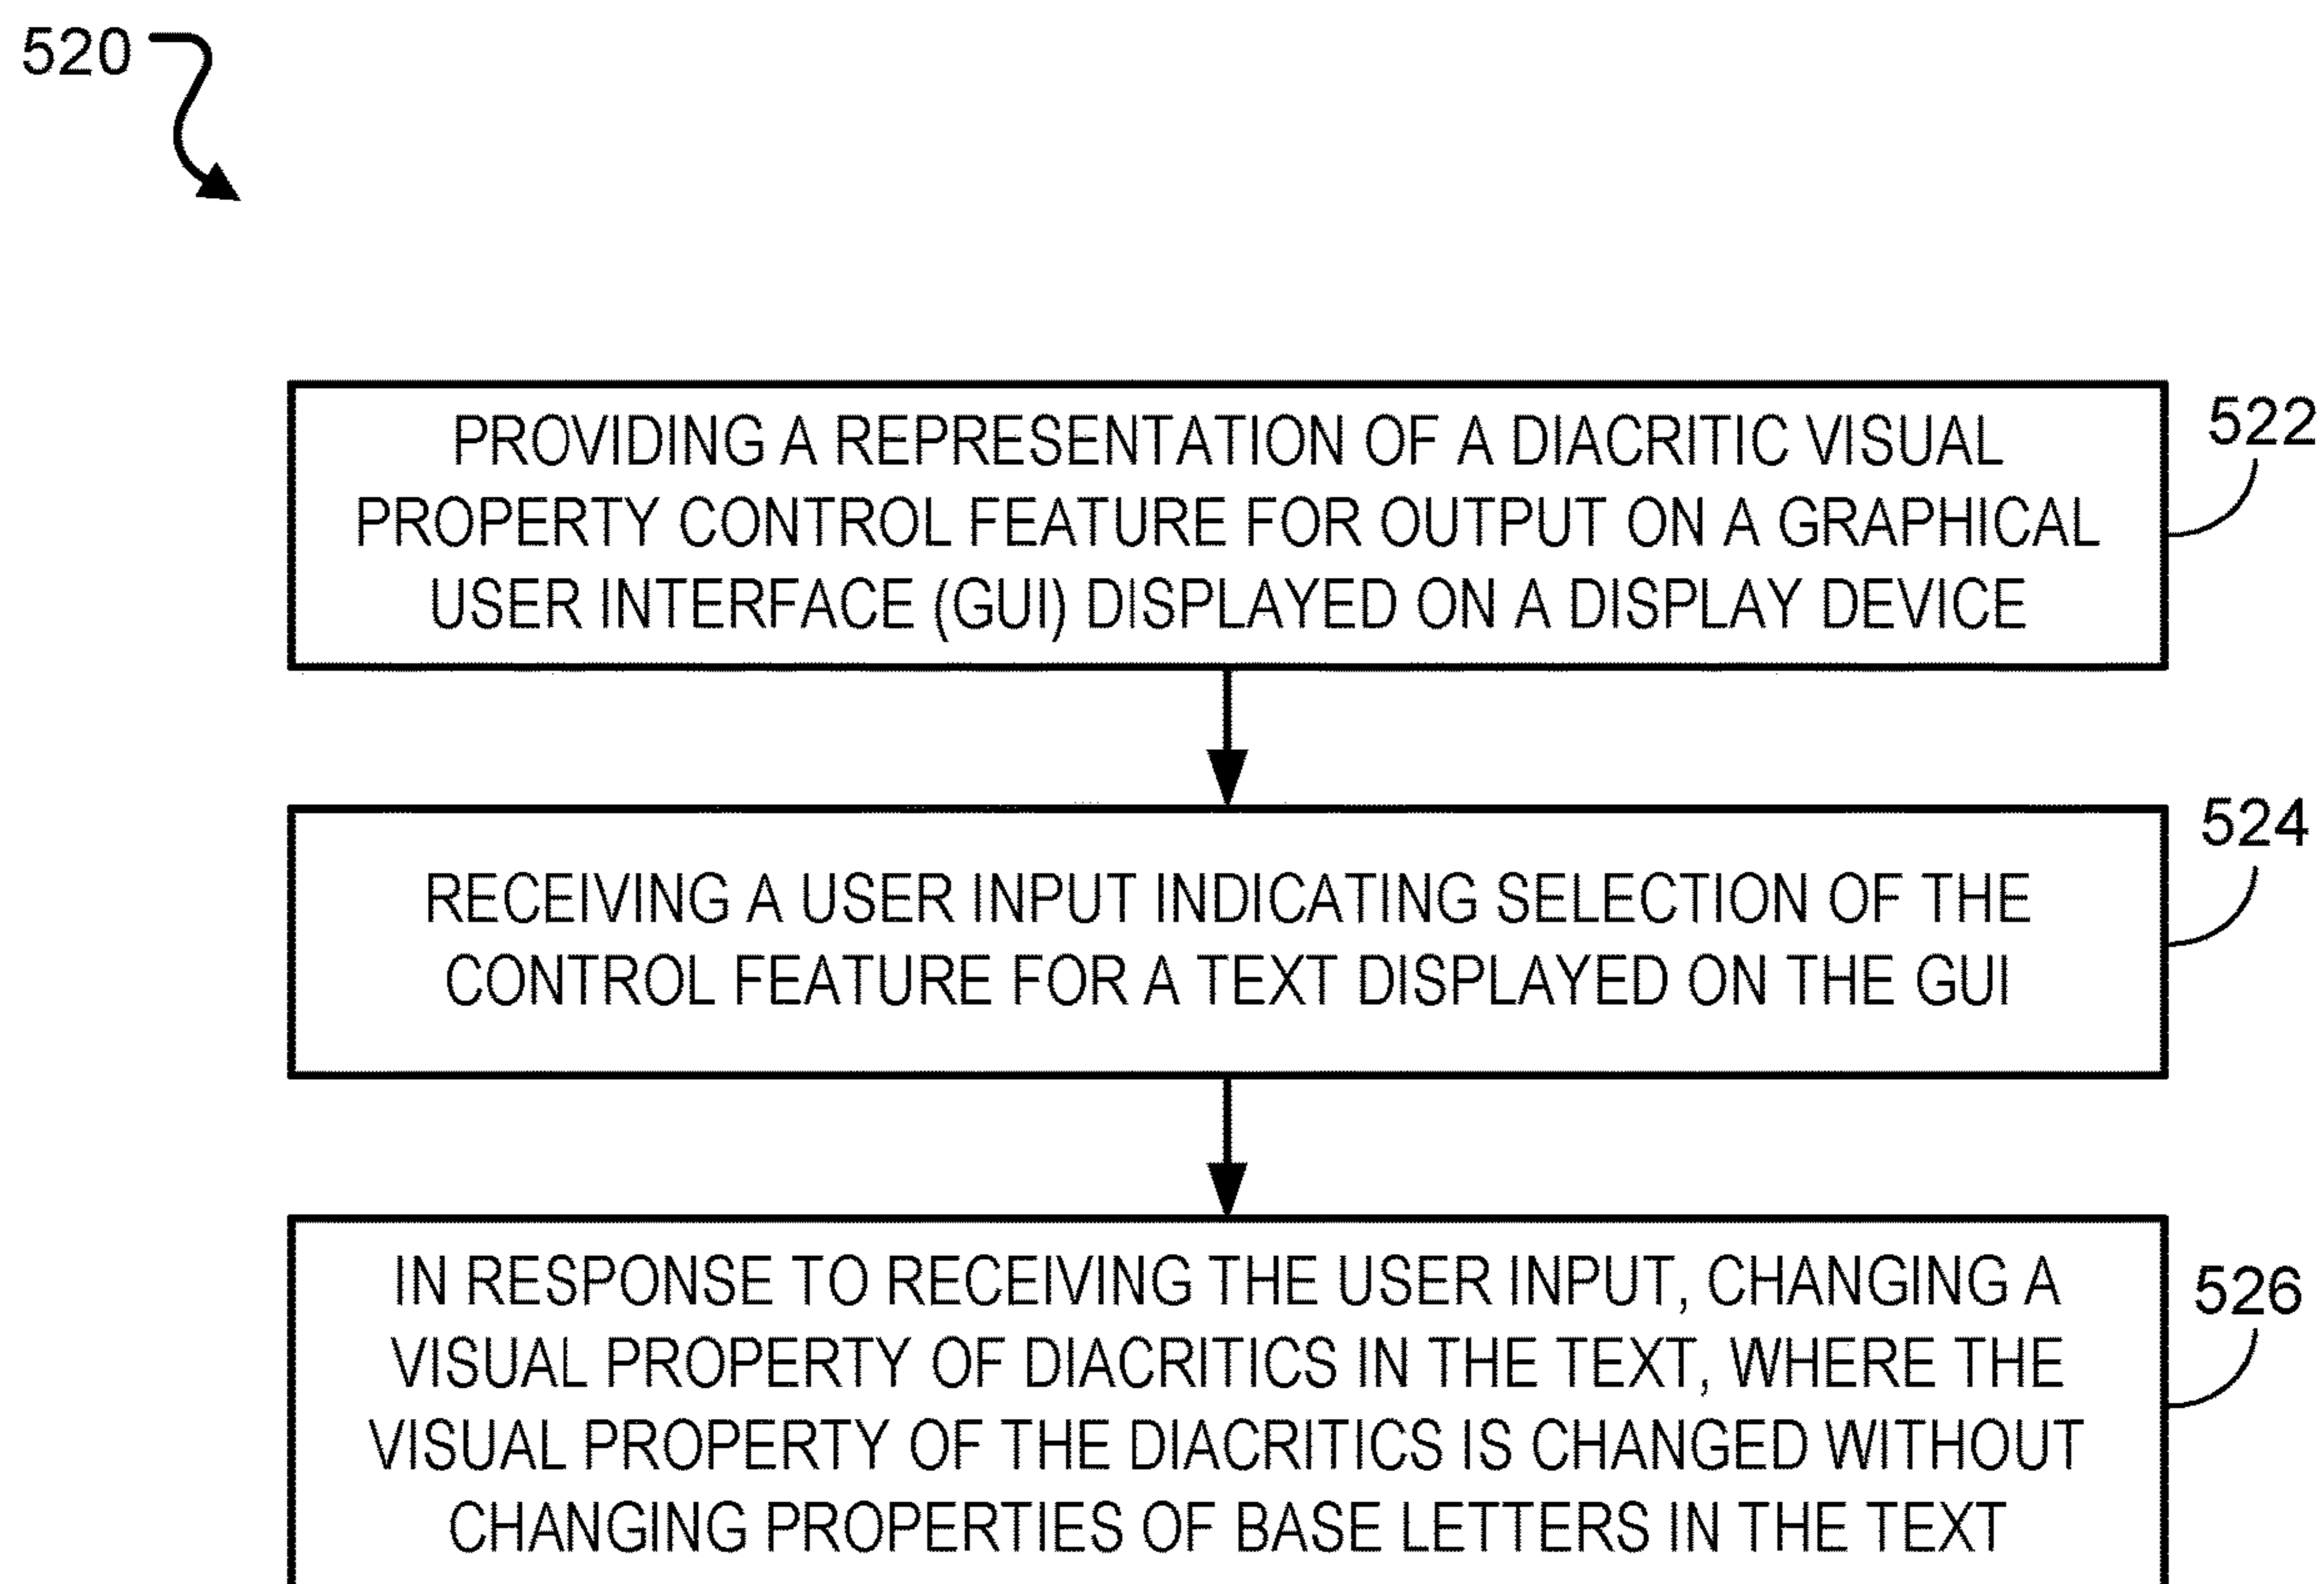 520
PROVIDING A REPRESENTATION OF A DIACRITIC VISUAL
PROPERTY CONTROL FEATURE FOR OUTPUT ON A GRAPHICAL
USER INTERFACE (GUI) DISPLAYED ON A DISPLAY DEVICE
522
RECEIVING A USER INPUT INDICATING SELECTION OF THE
CONTROL FEATURE FOR A TEXT DISPLAYED ON THE GUI
524
IN RESPONSE TO RECEIVING THE USER INPUT, CHANGING A
VISUAL PROPERTY OF DIACRITICS IN THE TEXT, WHERE THE
VISUAL PROPERTY OF THE DIACRITICS IS CHANGED WITHOUT
CHANGING PROPERTIES OF BASE LETTERS IN THE TEXT
526